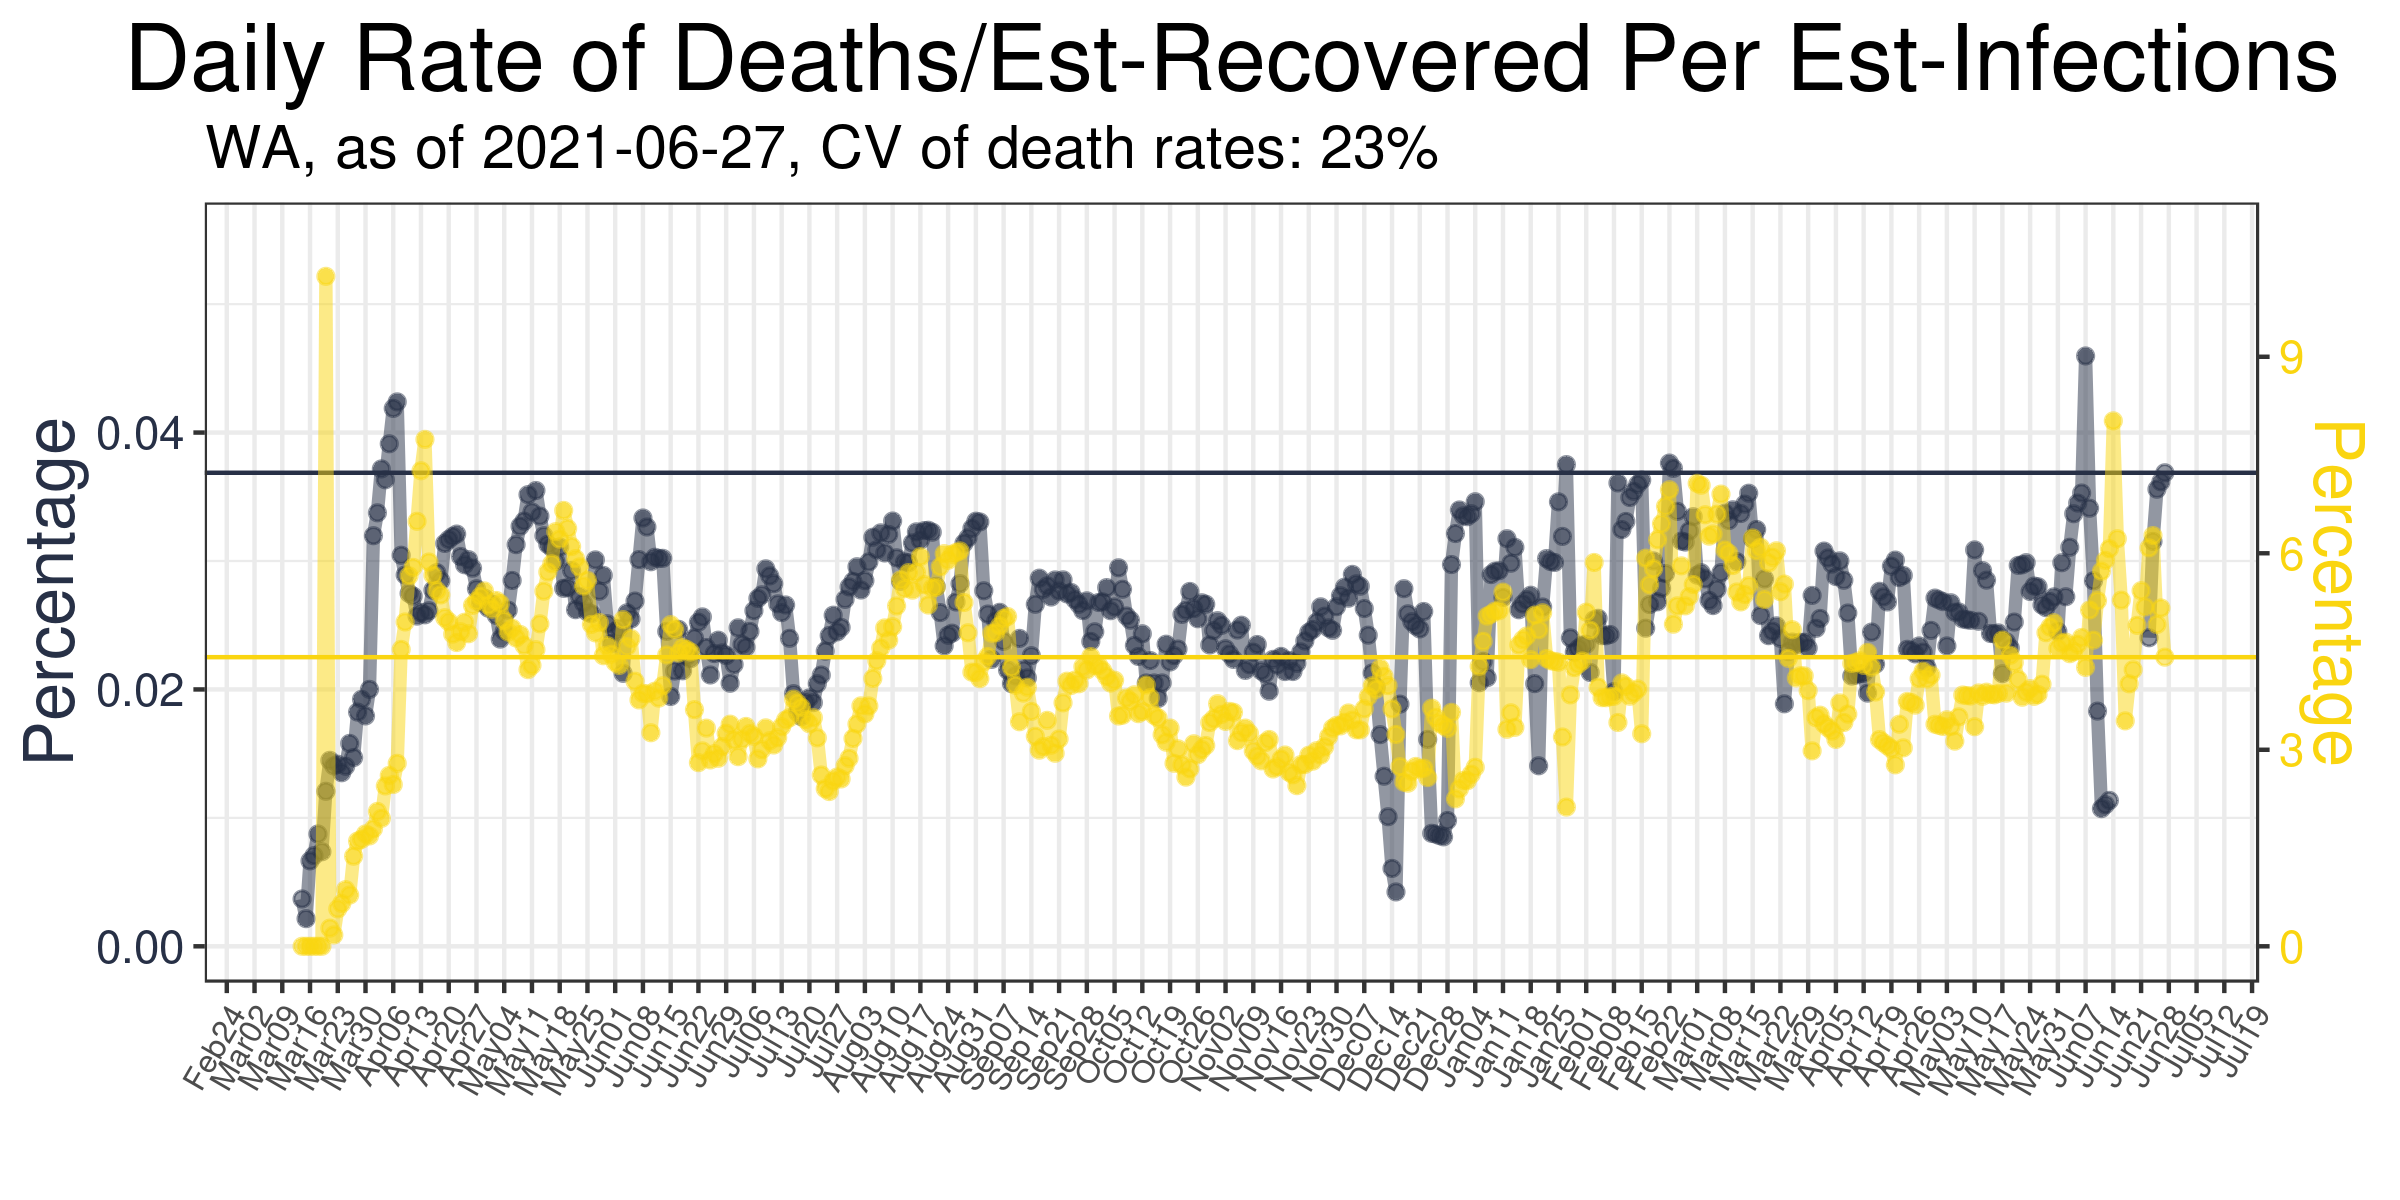 Daily Rate of Deaths/Est-Recovered Per Est-Infections
WA, as of 2021-06-27, CV of death rates: 23%
Percentage
0.04
0.02
0.00
9
6
3
0
Percentage
Feb24
Mar02
Mar09
Mar16
Mar23
Mar30
Apr06
Apr13
Apr20
Apr27
May04
May11
May18
May25
Jun01
Jun08
Jun15
Jun22
Jun29
Jul06
Jul13
Jul20
Jul27
Aug03
Aug10
Aug17
Aug24
Aug31
Sep07
Sep14
Sep21
Sep28
Oct05
Oct12
Oct19
Oct26
Nov02
Nov09
Nov16
Nov23
Nov30
Dec07
Dec14
Dec21
Dec28
Jan04
Jan11
Jan18
Jan25
Feb01
Feb08
Feb15
Feb22
Mar01
Mar08
Mar15
Mar22
Mar29
Apr05
Apr12
Apr19
Apr26
May03
May10
May17
May24
May31
Jun07
Jun14
Jun21
Jun28
Jul05
Jul12
Jul19